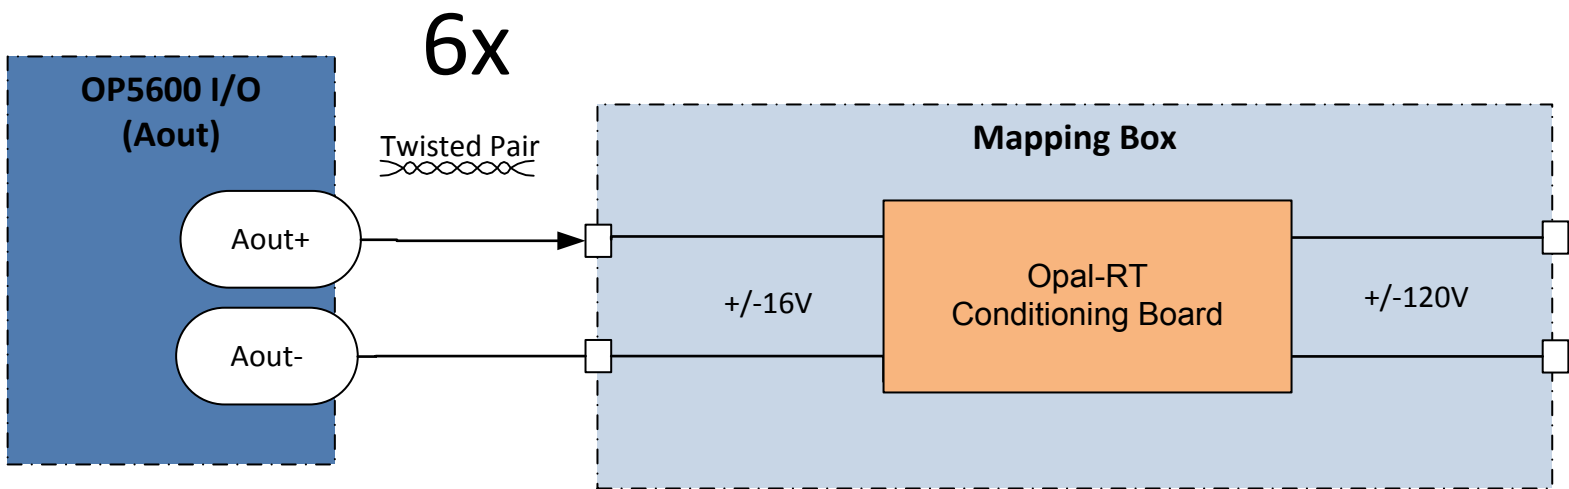 6x
OP5600 I/O
(Aout)
Twisted Pair
Mapping Box
Aout+
Aout-
+/-16V
Opal-RT
Conditioning Board
+/-120V